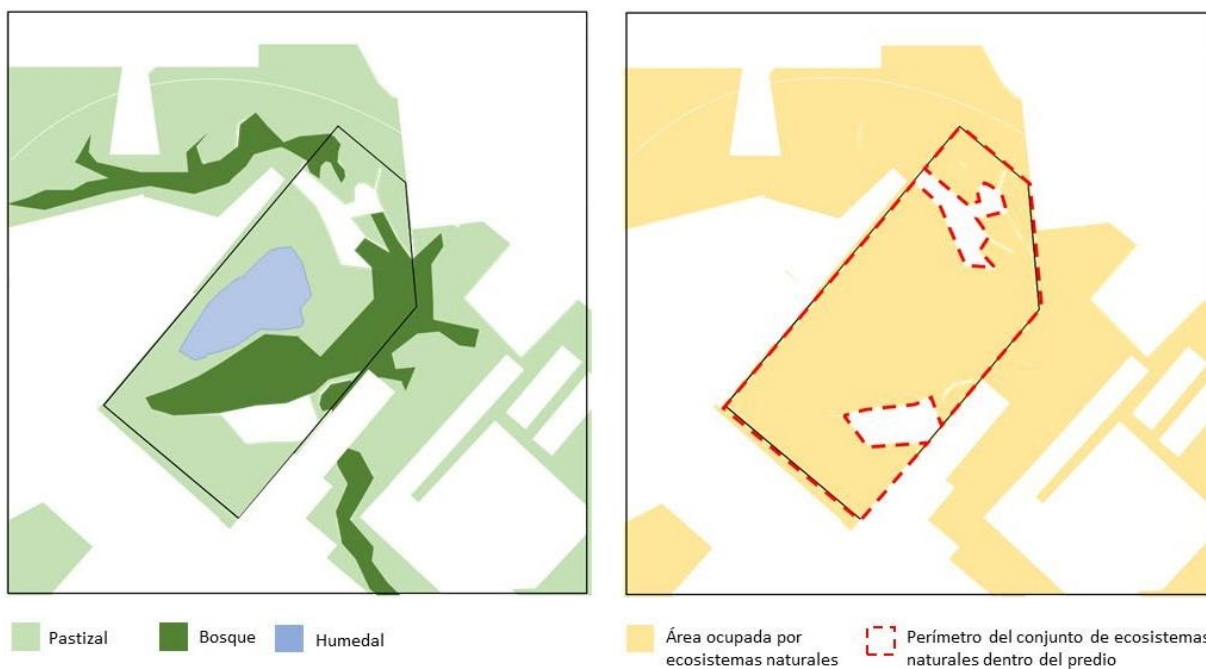 Pastizal
Bosque
Humedal
Área ocupada por
ecosistemas naturales
Perímetro del conjunto de ecosistemas
naturales dentro del predio